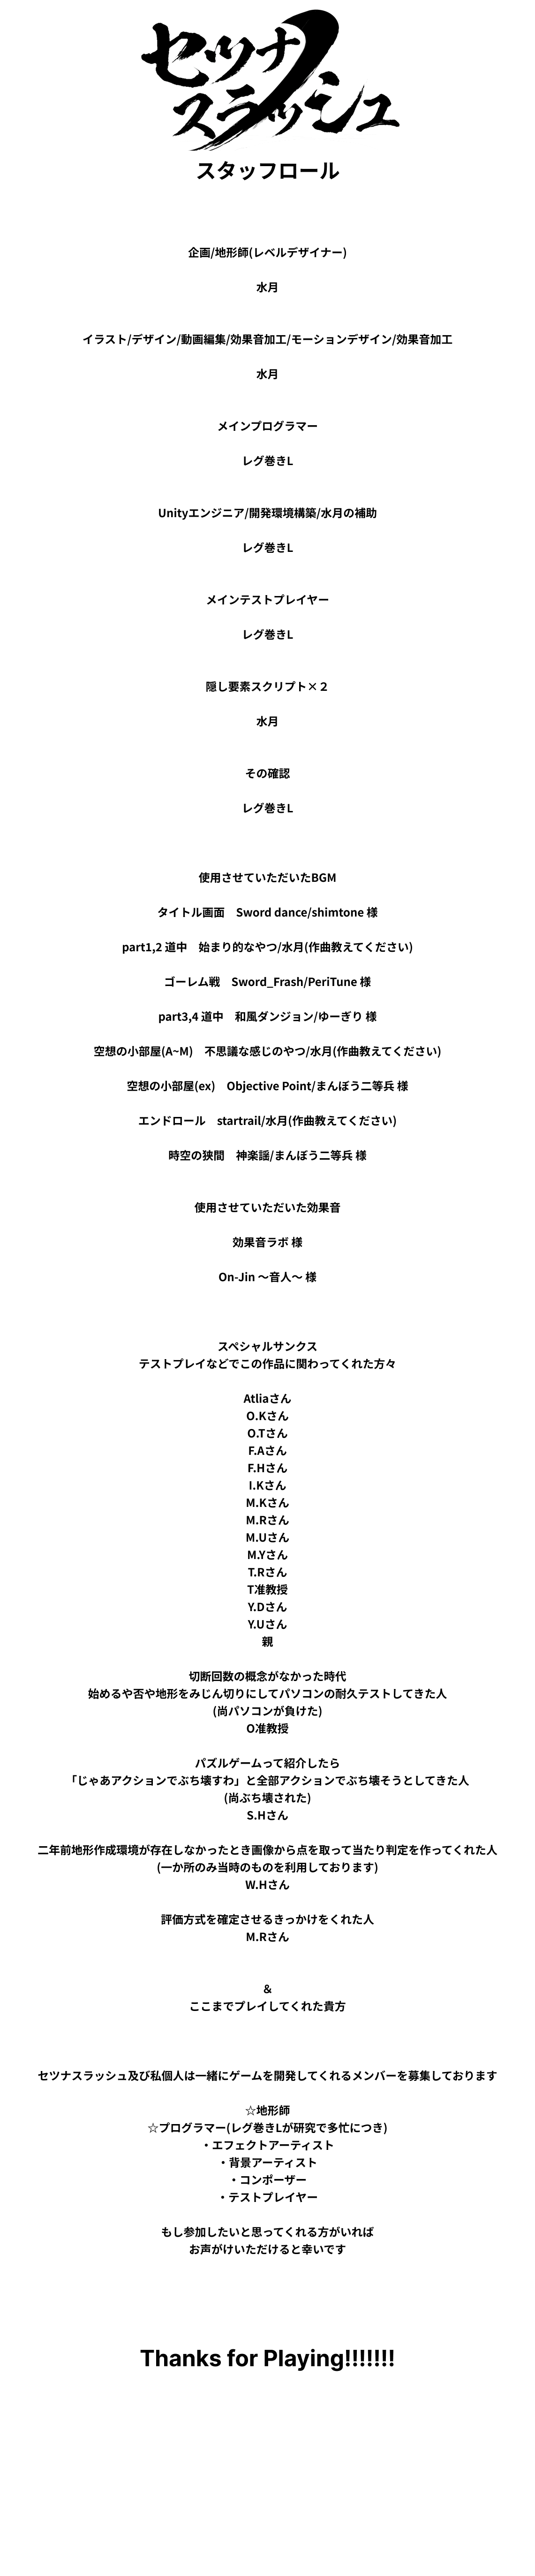 セツナ
スラッシュ
スタッフロール
企画/地形師(レベルデザイナー)
水月
イラスト/デザイン/動画編集/効果音加工/モーションデザイン/効果音加工
水月
メインプログラマー
レグ巻きL
Unityエンジニア/開発環境構築/水月の補助
レグ巻きL
メインテストプレイヤー
レグ巻きL
隠し要素スクリプト×２
水月
その確認
レグ巻きL
使用させていただいたBGM
タイトル画面　Sword dance/shimtone 様
part1,2 道中　始まり的なやつ/水月(作曲教えてください)
ゴーレム戦　Sword_Frash/PeriTune 様
part3,4 道中　和風ダンジョン/ゆーぎり 様
空想の小部屋(A~M)　不思議な感じのやつ/水月(作曲教えてください)
空想の小部屋(ex)　Objective Point/まんぼう二等兵 様
エンドロール　startrail/水月(作曲教えてください)
時空の狭間　神楽謡/まんぼう二等兵 様
使用させていただいた効果音
効果音ラボ 様
On-Jin ～音人～ 様
スペシャルサンクス
テストプレイなどでこの作品に関わってくれた方々
Atliaさん
O.Kさん
O.Tさん
F.Aさん
F.Hさん
I.Kさん
M.Kさん
M.Rさん
M.Uさん
M.Yさん
T.Rさん
T准教授
Y.Dさん
Y.Uさん
親
切断回数の概念がなかった時代
始めるや否や地形をみじん切りにしてパソコンの耐久テストしてきた人
(尚パソコンが負けた)
O准教授
パズルゲームって紹介したら
「じゃあアクションでぶち壊すわ」と全部アクションでぶち壊そうとしてきた人
(尚ぶち壊された)
S.Hさん
二年前地形作成環境が存在しなかったとき画像から点を取って当たり判定を作ってくれた人
(一か所のみ当時のものを利用しております)
W.Hさん
評価方式を確定させるきっかけをくれた人
M.Rさん
&
ここまでプレイしてくれた貴方
セツナスラッシュ及び私個人は一緒にゲームを開発してくれるメンバーを募集しております
☆地形師
☆プログラマー(レグ巻きLが研究で多忙につき)
・エフェクトアーティスト
・背景アーティスト
・コンポーザー
・テストプレイヤー
もし参加したいと思ってくれる方がいれば
お声がけいただけると幸いです
Thanks for Playing!!!!!!!